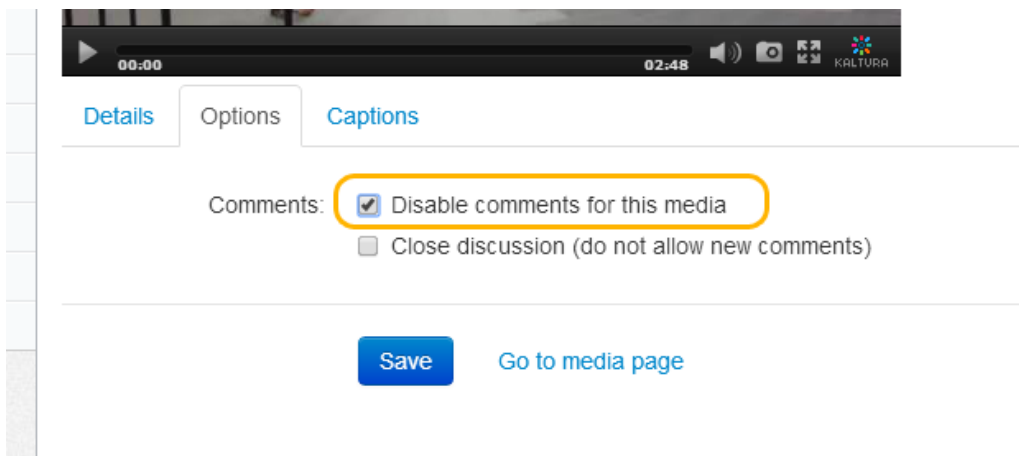 00:00 02:48 KALTURA
Details Options Captions
Comments: Disable comments for this media
Close discussion (do not allow new comments)
Save Go to media page